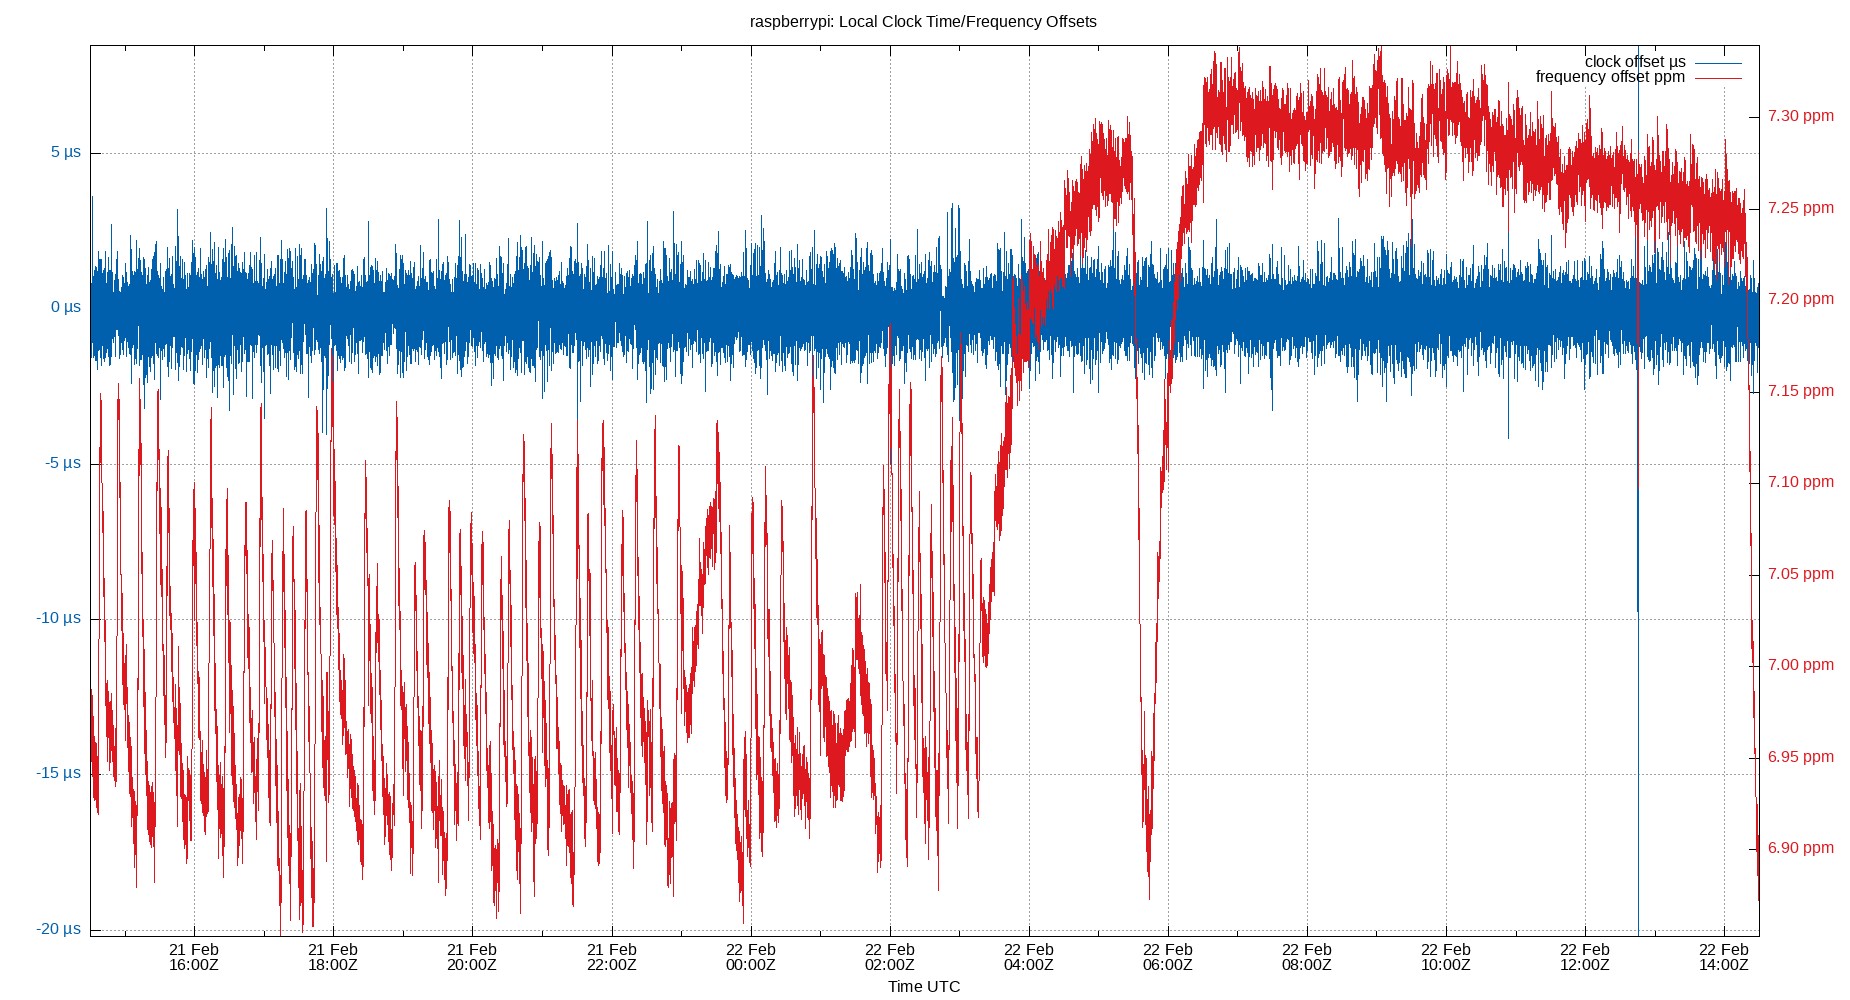 raspberrypi: Local Clock Time/Frequency Offsets
clock offset µs
frequency offset ppm
5 µs
0 µs
-5 µs
-10 µs
-15 µs
-20 µs
7.30 ppm
7.25 ppm
7.20 ppm
7.15 ppm
7.10 ppm
7.05 ppm
7.00 ppm
6.95 ppm
6.90 ppm
21 Feb 21 Feb 21 Feb 21 Feb 22 Feb 22 Feb 22 Feb 22 Feb 22 Feb 22 Feb 22 Feb 22 Feb
16:00Z 18:00Z 20:00Z 22:00Z 00:00Z 02:00Z 04:00Z 06:00Z 08:00Z 10:00Z 12:00Z 14:00Z
Time UTC